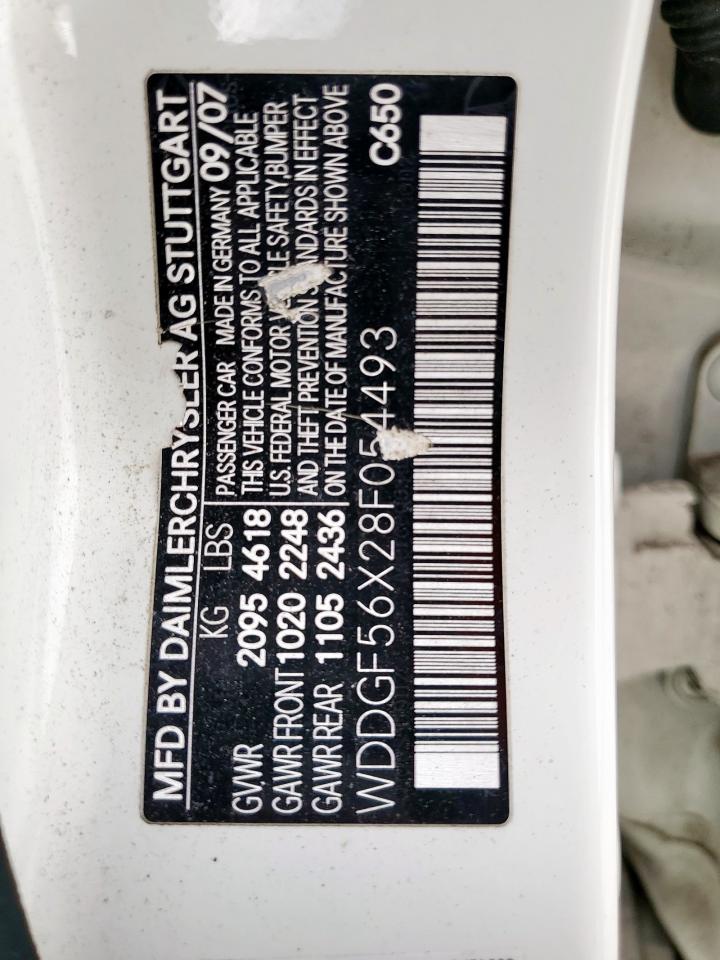 MFD BY DAIMLERCHRYSLER AG STUTTGART
KG LBS
GVWR 2095 4618
GAWR FRONT 1020 2248
GAWR REAR 1105 2436
PASSENGER CAR MADE IN GERMANY 09/07
THIS VEHICLE CONFORMS TO ALL APPLICABLE
U.S. FEDERAL MOTOR SAFETY, BUMPER
AND THEFT PREVENTION STANDARDS IN EFFECT
ON THE DATE OF MANUFACTURE SHOWN ABOVE
WDDGF56X28F054493 C650